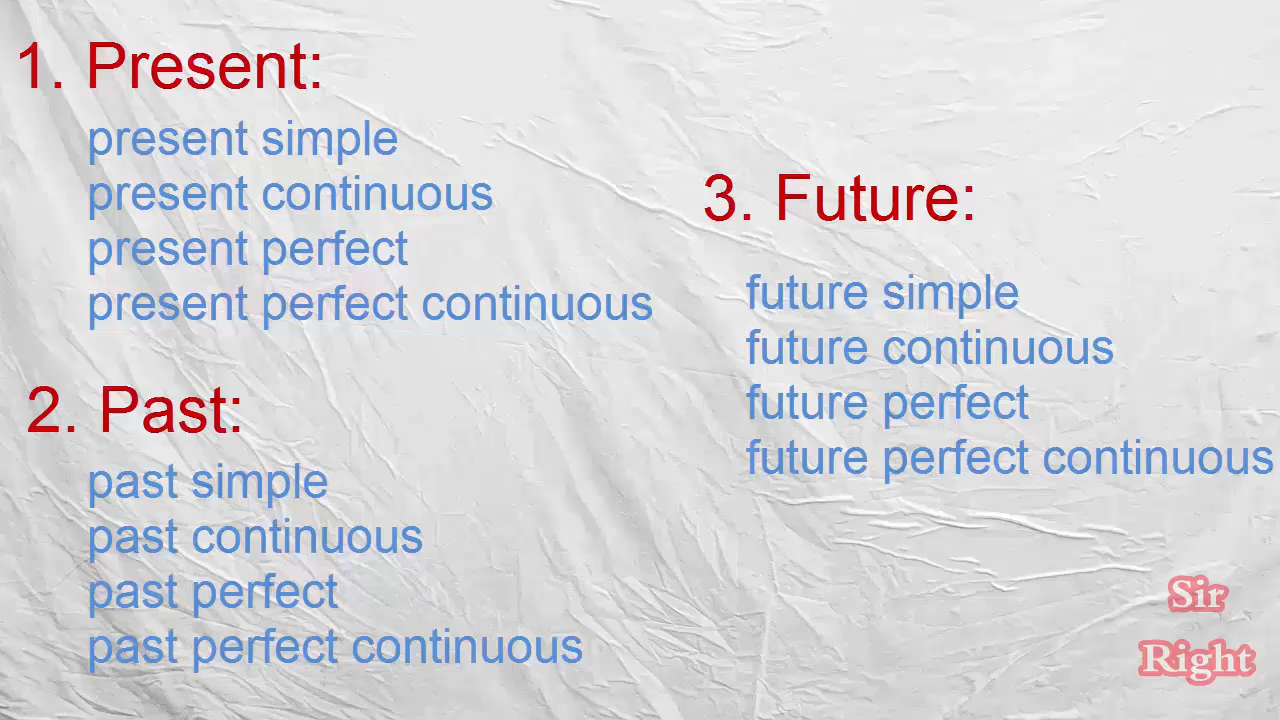 1. Present:
present simple
present continuous
present perfect
present perfect continuous
2. Past:
past simple
past continuous
past perfect
past perfect continuous
3. Future:
future simple
future continuous
future perfect
future perfect continuous
Sir
Right